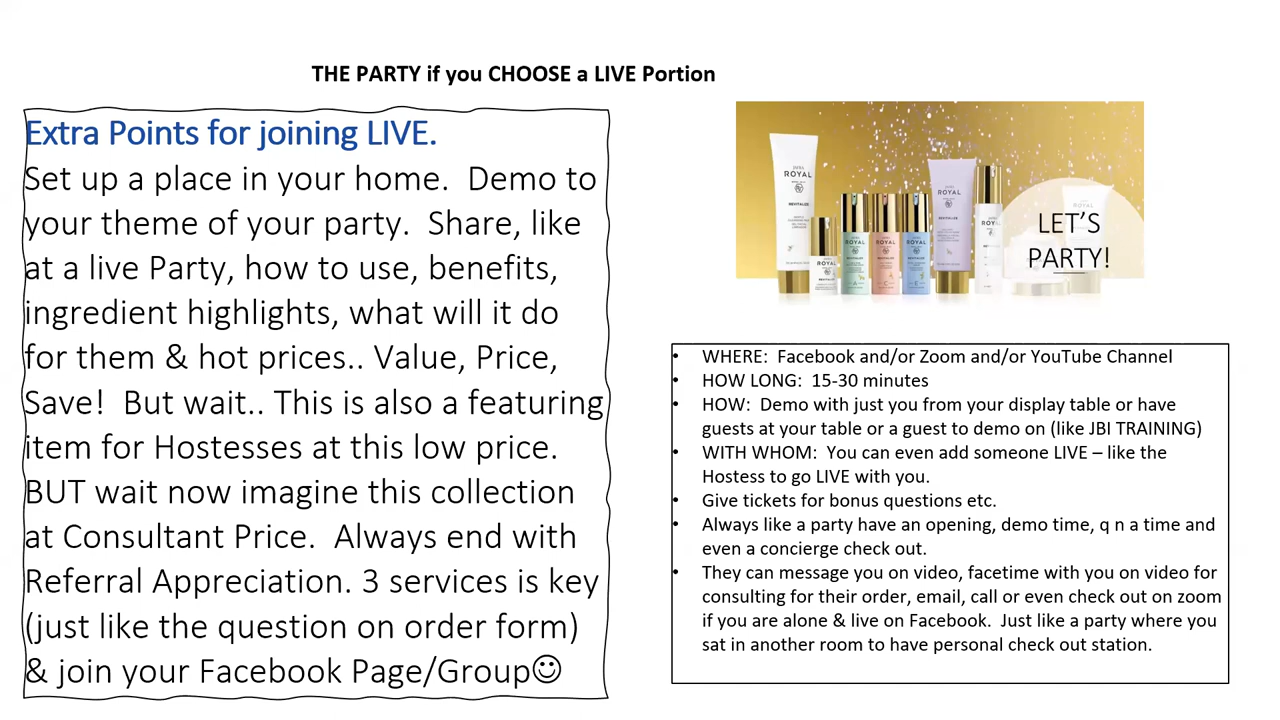 THE PARTY if you CHOOSE a LIVE Portion
Extra Points for joining LIVE.
Set up a place in your home.  Demo to
your theme of your party.  Share, like
at a live Party, how to use, benefits,
ingredient highlights, what will it do
for them & hot prices.. Value, Price,
Save!  But wait.. This is also a featuring
item for Hostesses at this low price.
BUT wait now imagine this collection
at Consultant Price.  Always end with
Referral Appreciation. 3 services is key
(just like the question on order form)
& join your Facebook Page/Group☺
ROYAL
REVITALIZE
ROYAL
ROYAL
ROYAL
ROYAL
ROYAL
REVITALIZE
ROYAL
LET'S
PARTY!
• WHERE:  Facebook and/or Zoom and/or YouTube Channel
• HOW LONG:  15-30 minutes
• HOW:  Demo with just you from your display table or have
guests at your table or a guest to demo on (like JBI TRAINING)
• WITH WHOM:  You can even add someone LIVE – like the
Hostess to go LIVE with you.
• Give tickets for bonus questions etc.
• Always like a party have an opening, demo time, q n a time and
even a concierge check out.
• They can message you on video, facetime with you on video for
consulting for their order, email, call or even check out on zoom
if you are alone & live on Facebook.  Just like a party where you
sat in another room to have personal check out station.